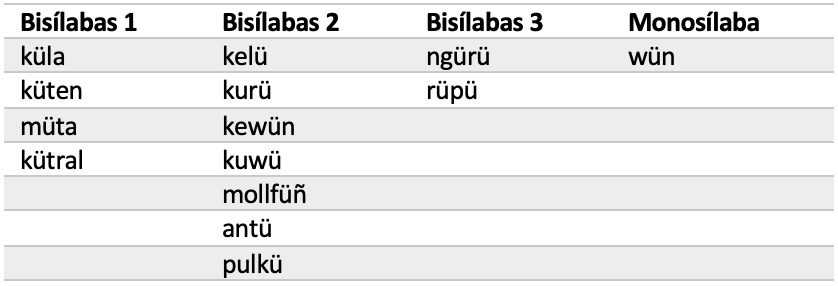 Bisílabas 1 Bisílabas 2 Bisílabas 3 Monosílaba
küla kelü ngürü wün
küten kurü rüpü
müta kewün
kütral kuwü
mollfüñ
antü
pulkü